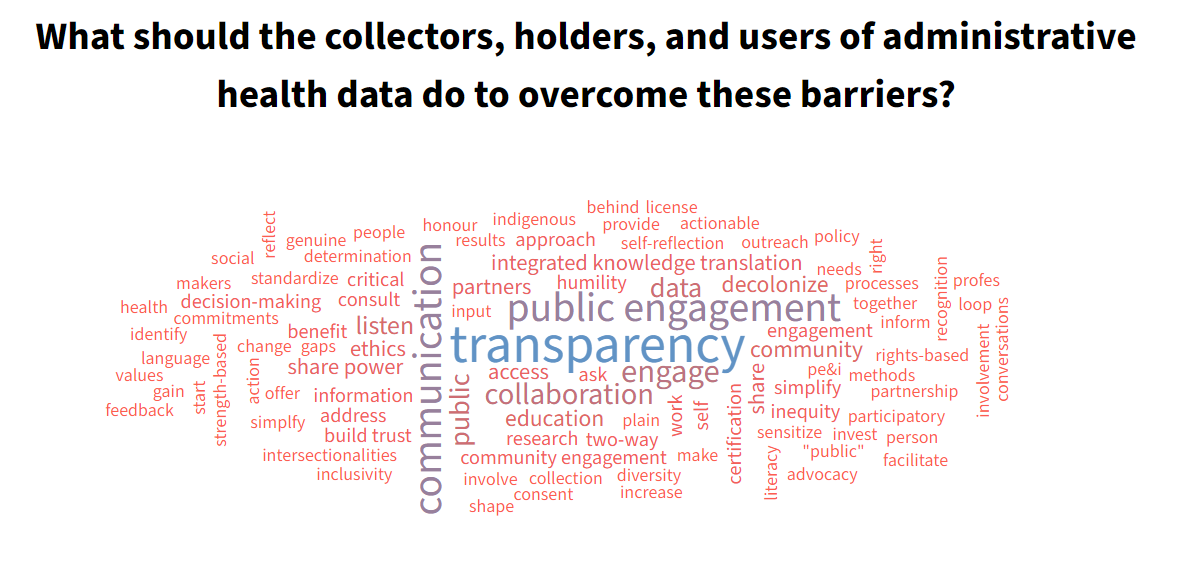 What should the collectors, holders, and users of administrative
health data do to overcome these barriers?
behind license
reflect
honour
indigenous
provide
actionable
genuine
people
results
approach
self-reflection
outreach
policy
social
determination
right
integrated knowledge translation
needs
makers
standardize
critical
communication
partners
humility
data
decolonize
processes
recognition
profes
health
decision-making
consult
input
public engagement
together
loop
commitments
inform
conversations
identify
benefit
listen
engagement
involvement
language
change
gaps
ethics
transparency
community
rights-based
values
strength-based
action
share power
access
ask
engage
share
pe&i
methods
gain
start
offer
information
public
collaboration
simplify
partnership
feedback
simplfy
address
education
plain
work
self
certification
inequity
participatory
build trust
research
two-way
sensitize
invest
person
intersectionalities
community engagement
make
literacy
"public"
facilitate
inclusivity
involve
collection
diversity
advocacy
consent
increase
shape